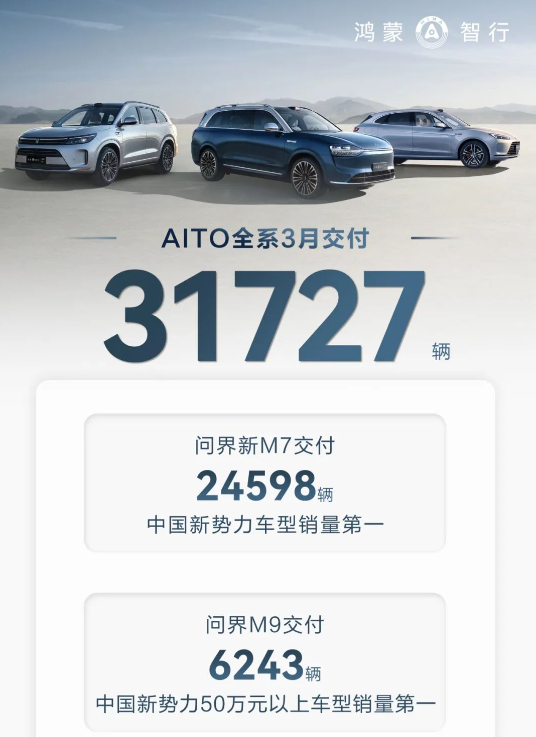 鸿蒙 智行
AITO全系3月交付
31727辆
问界新M7交付
24598辆
中国新势力车型销量第一
问界M9交付
6243辆
中国新势力50万元以上车型销量第一